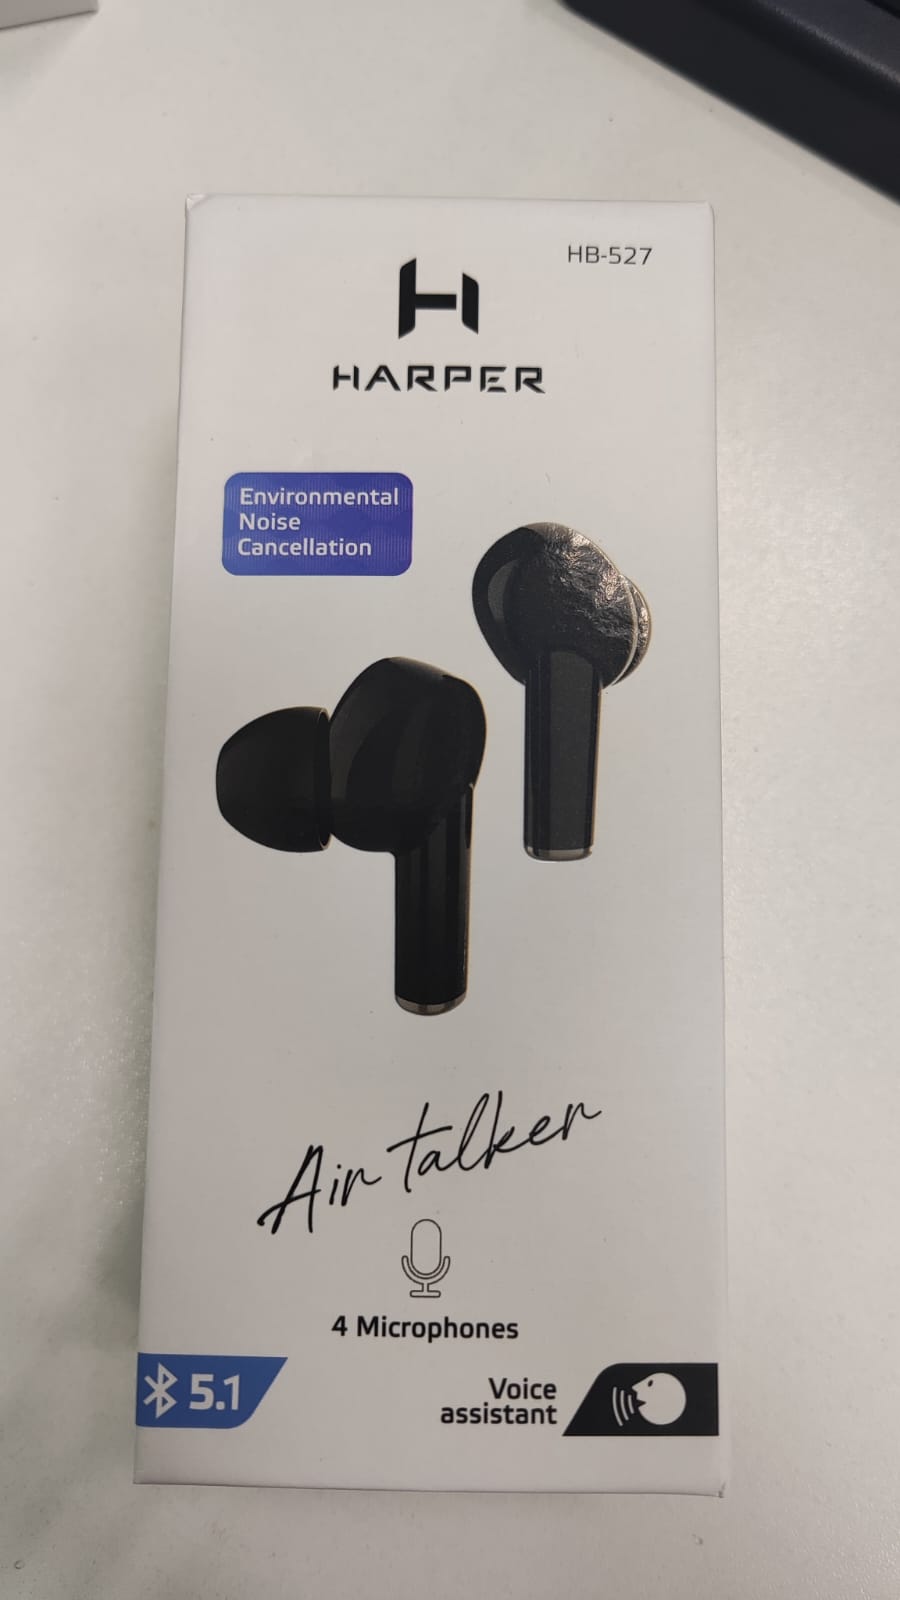 HB-527
HARPER
Environmental
Noise
Cancellation
Air talker
4 Microphones
5.1
Voice
assistant